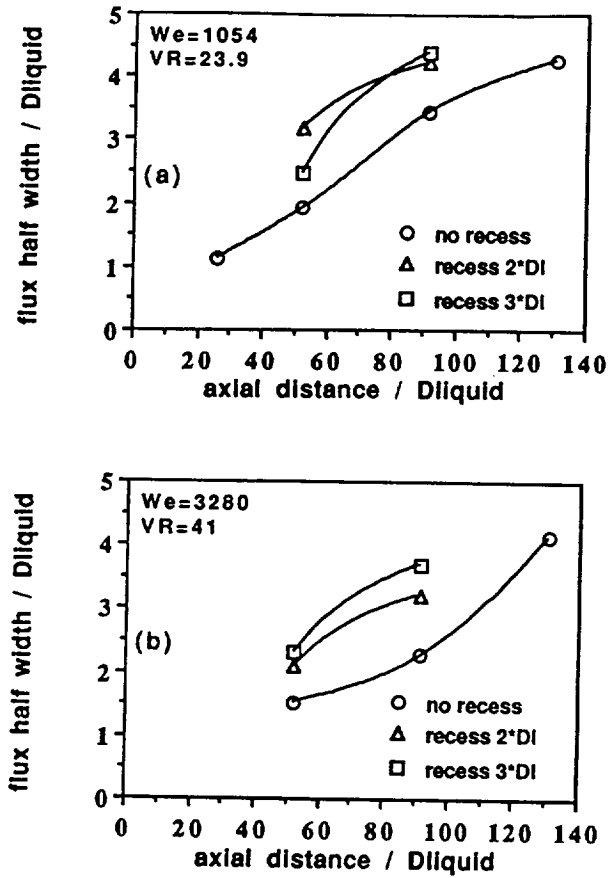 We=1054
VR=23.9
(a)
flux half width / Dliquid
5
4
3
2
1
0
no recess
recess 2*Dl
recess 3*Dl
0 20 40 60 80 100 120 140
axial distance / Dliquid
We=3280
VR=41
(b)
flux half width / Dliquid
5
4
3
2
1
0
no recess
recess 2*Dl
recess 3*Dl
0 20 40 60 80 100 120 140
axial distance / Dliquid